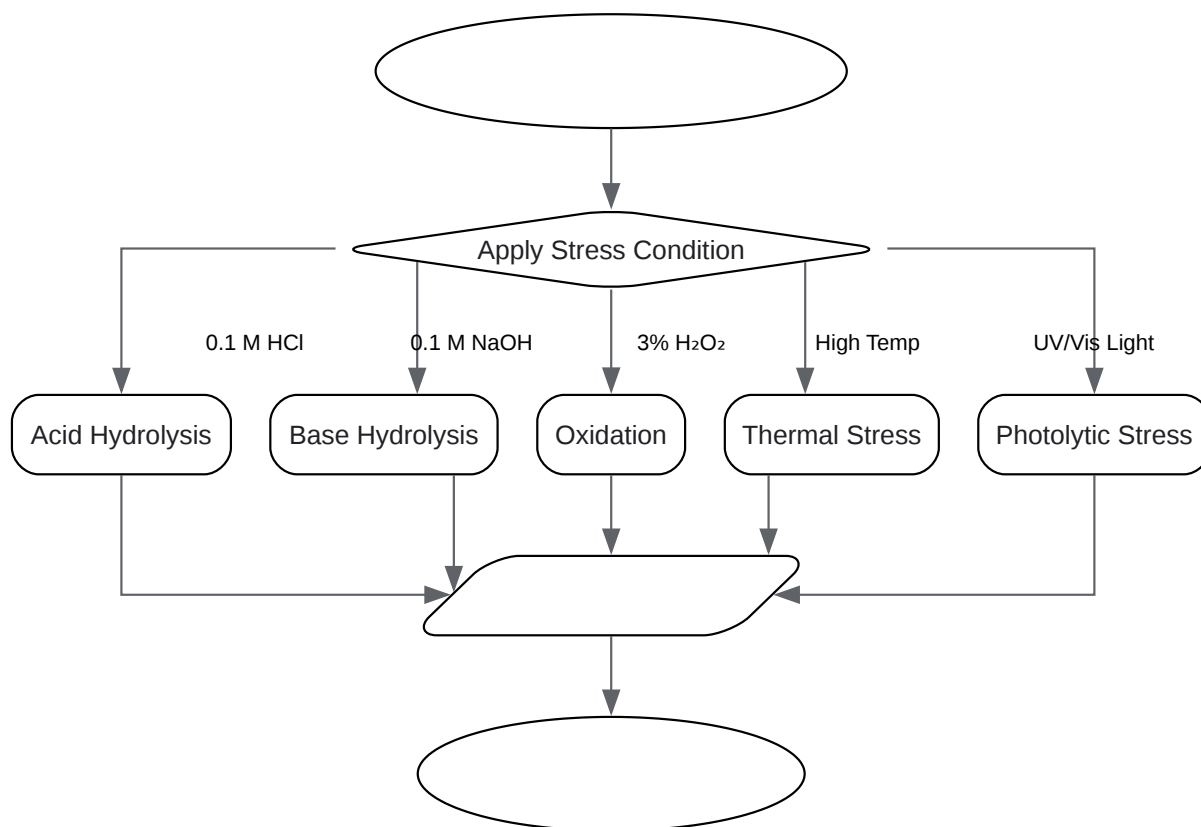 Apply Stress Condition
0.1 M HCl
0.1 M NaOH
3% H₂O₂
High Temp
UV/Vis Light
Acid Hydrolysis
Base Hydrolysis
Oxidation
Thermal Stress
Photolytic Stress